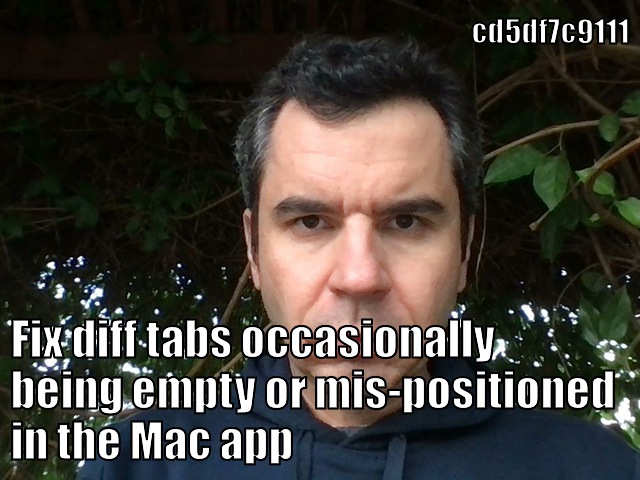 cd5df7c9111
Fix diff tabs occasionally
being empty or mis-positioned
in the Mac app